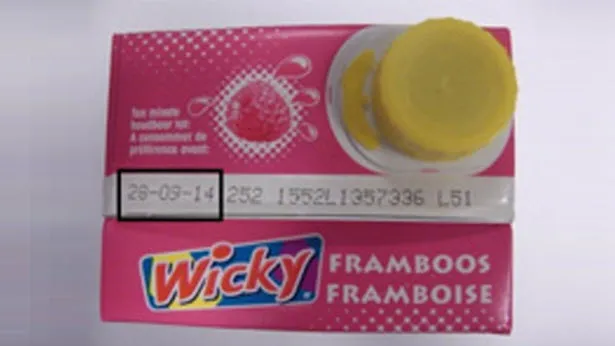 Ten minste
houdbaar tot:
A consommer de
préférence avant:
28-09-14 252 1552L1357336 L51
Wicky
FRAMBOOS
FRAMBOISE